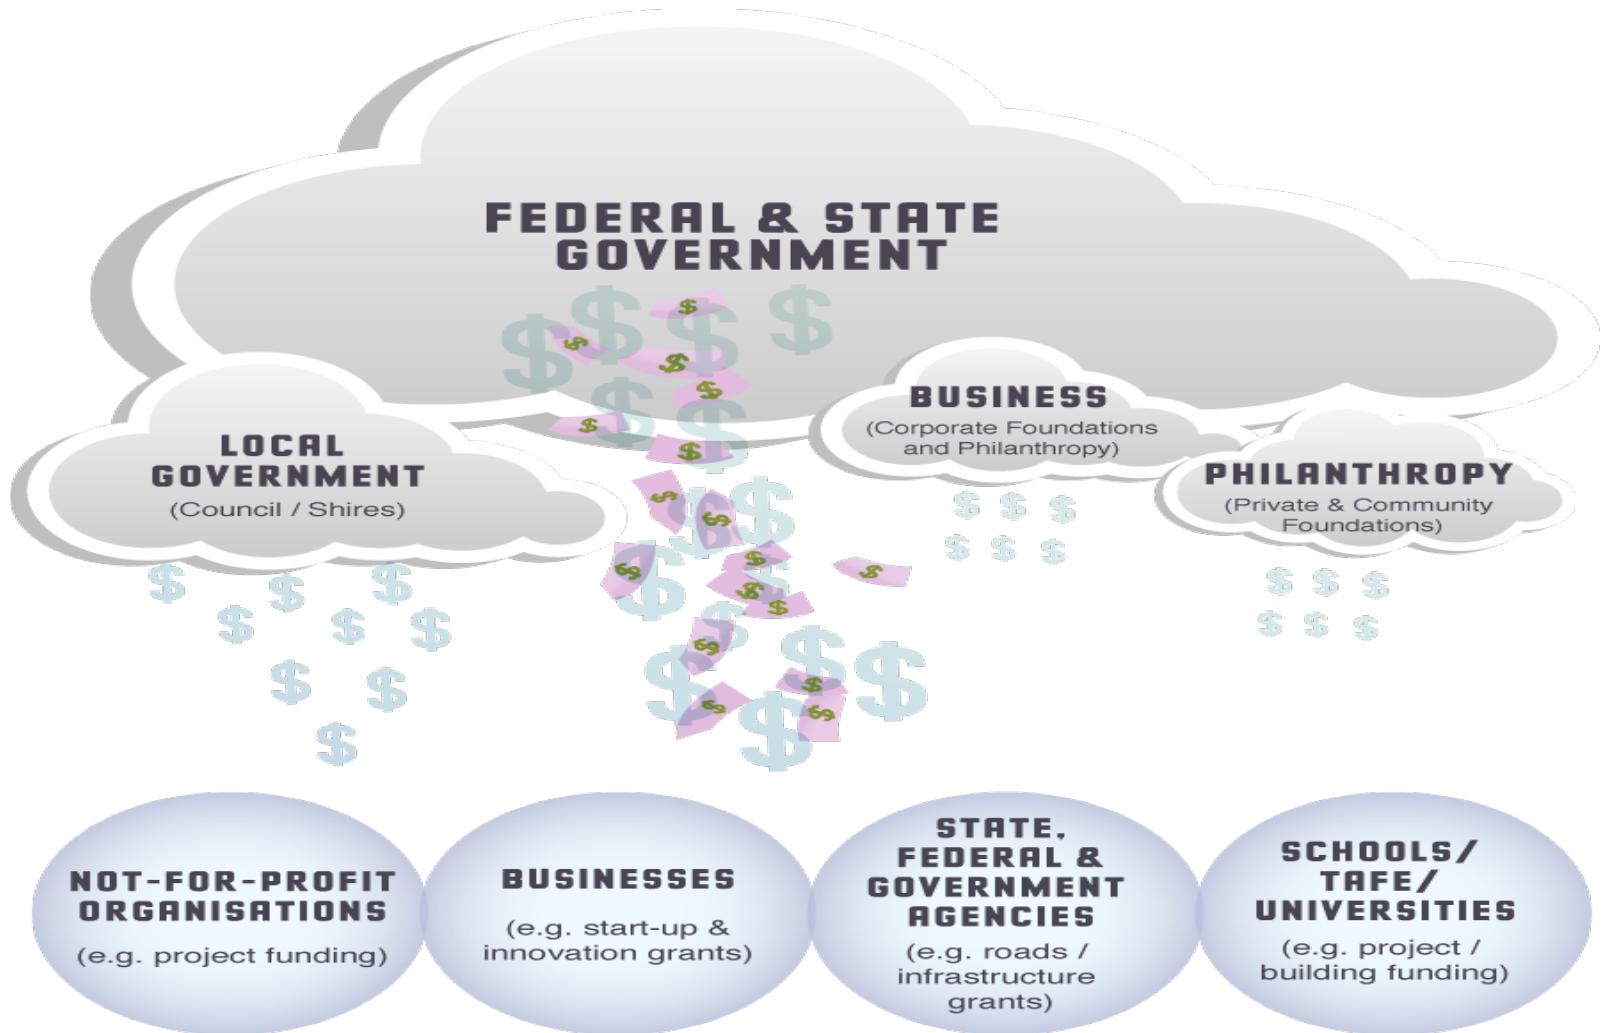 FEDERAL & STATE
GOVERNMENT
LOCAL
GOVERNMENT
(Council / Shires)
BUSINESS
(Corporate Foundations
and Philanthropy)
PHILANTHROPY
(Private & Community
Foundations)
NOT-FOR-PROFIT
ORGANISATIONS
(e.g. project funding)
BUSINESSES
(e.g. start-up &
innovation grants)
STATE,
FEDERAL &
GOVERNMENT
AGENCIES
(e.g. roads /
infrastructure
grants)
SCHOOLS/
TAFE/
UNIVERSITIES
(e.g. project /
building funding)